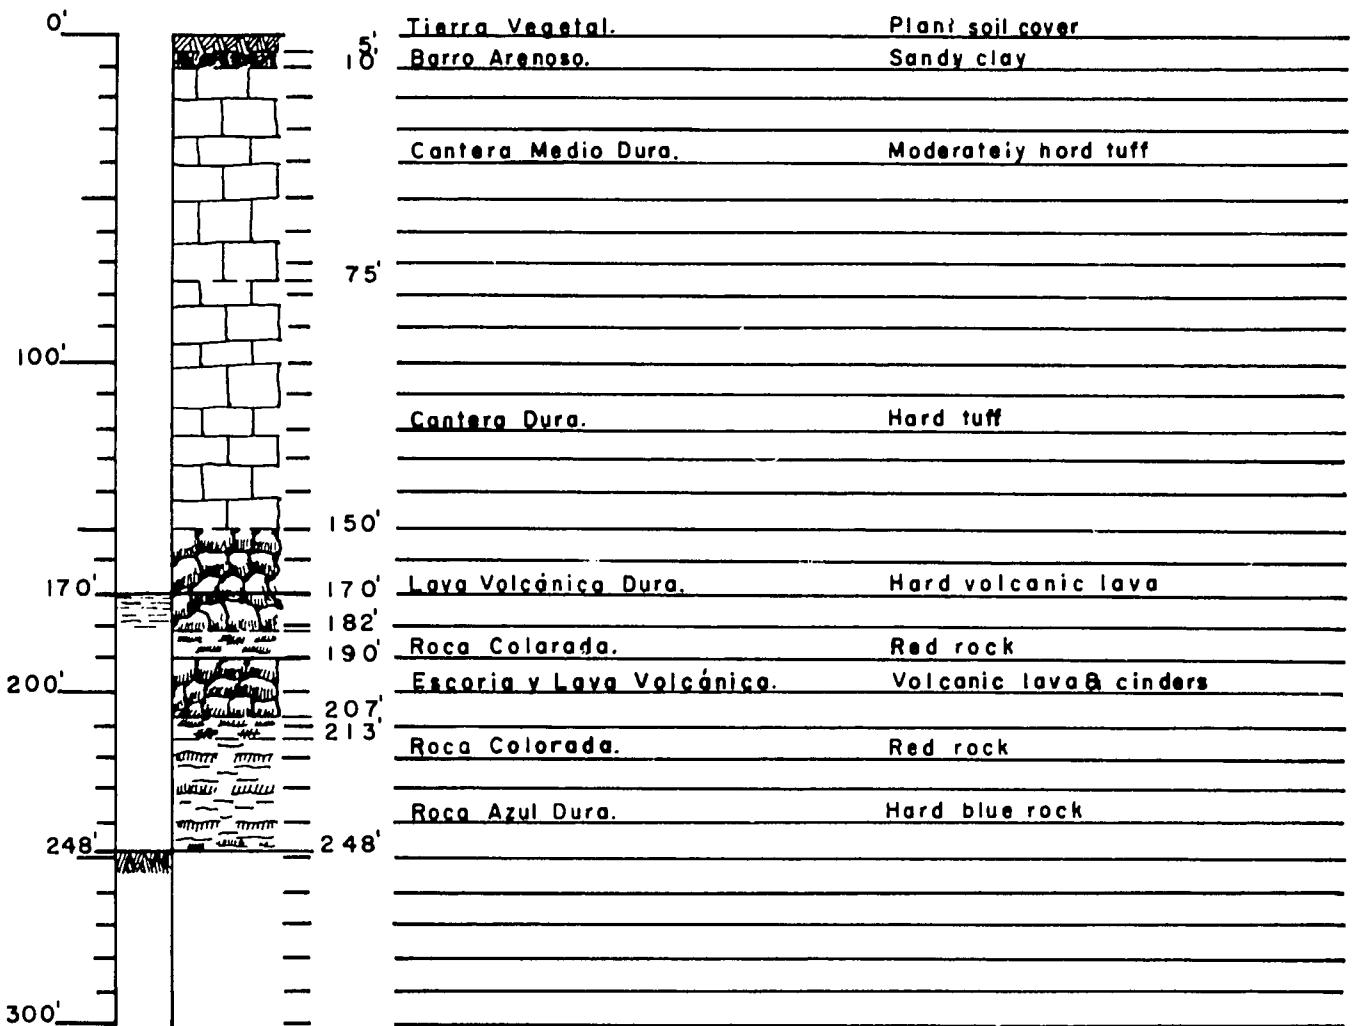 0' Tierra Vegetal. Plant soil cover
5'
10' Barro Arenoso. Sandy clay
Cantera Medio Dura. Moderately hord tuff
75'
100'
Cantera Dura. Hard tuff
150'
170' 170' Lava Volcánica Dura. Hard volcanic lava
182'
190' Roca Colarada. Red rock
200' Escoria y Lava Volcánica. Volcanic lava & cinders
207'
213'
Roca Colorada. Red rock
Roca Azul Dura. Hard blue rock
248' 248'
300'